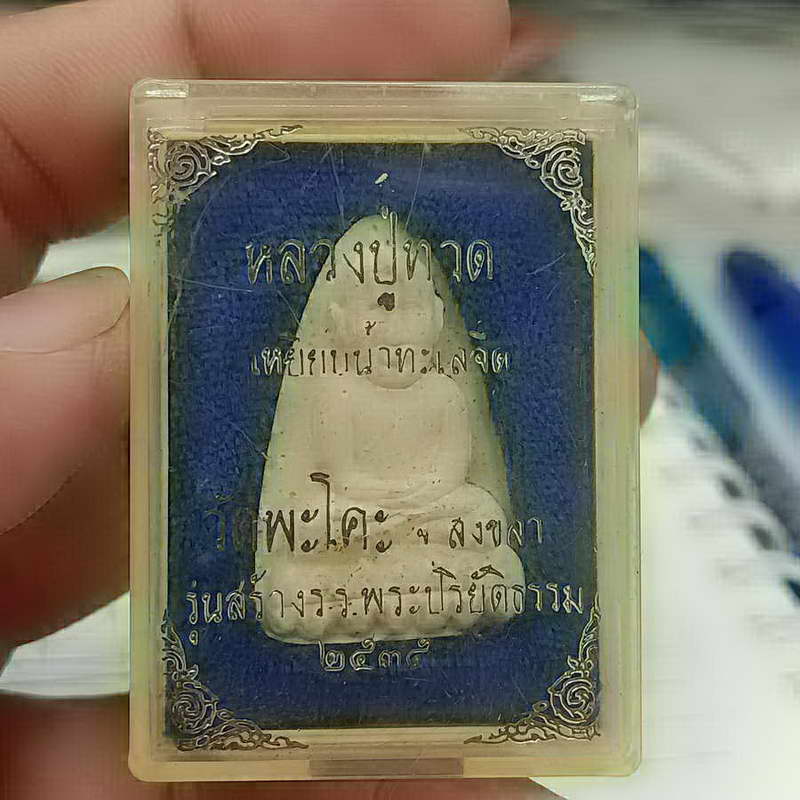 หลวงปู่ทวด
เหยียบน้ำทะเลจืด
วัดพะโคะ จ สงขลา
รุ่นสร้างรร.พระปริยัติธรรม
๒๕๓๕